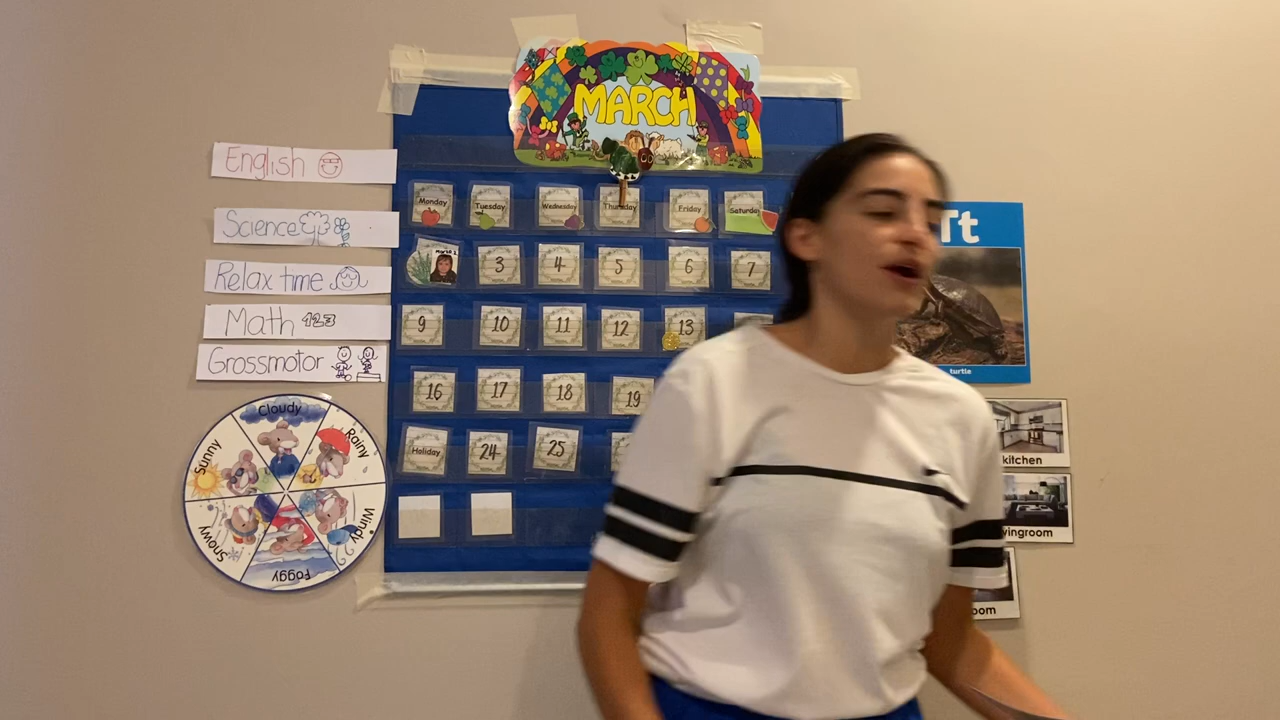 English
Science
Relax time
Math 123
Grossmotor
Cloudy
Rainy
Windy
Foggy
Snowy
Sunny
MARCH
Monday Tuesday Wednesday Thursday Friday Saturday
3 4 5 6 7
9 10 11 12 13
16 17 18 19
Holiday 24 25
Tt
turtle
kitchen
vingroom
oom